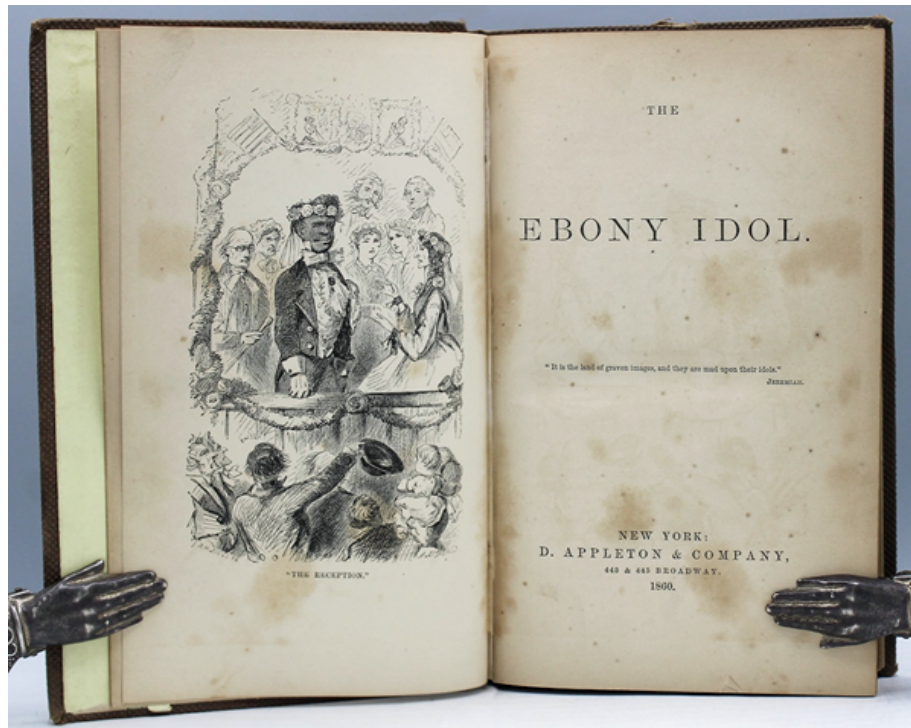 "THE RECEPTION."
THE
EBONY IDOL.
"It is the land of graven images, and they are mad upon their idols."
JEREMIAH.
NEW YORK:
D. APPLETON & COMPANY,
443 & 445 BROADWAY.
1860.